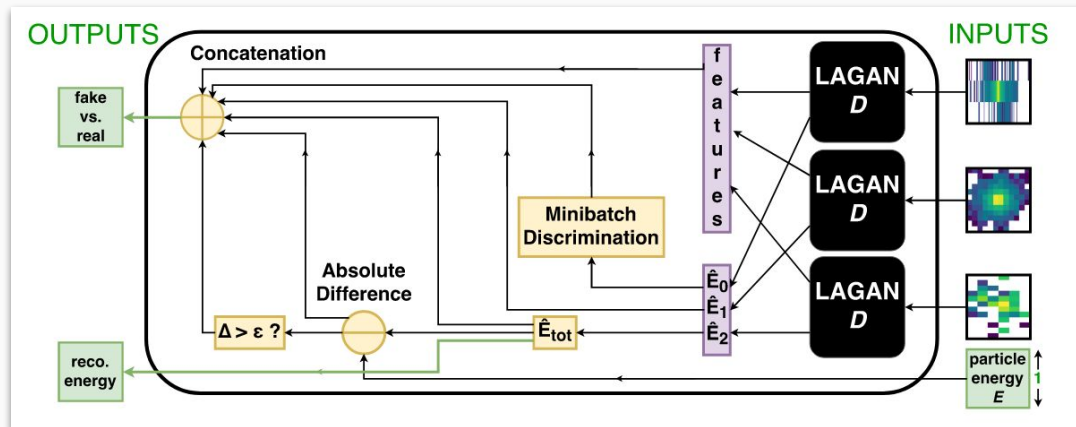 OUTPUTS
INPUTS
Concatenation
fake
vs.
real
f
e
a
t
u
r
e
s
LAGAN
D
LAGAN
D
LAGAN
D
Minibatch
Discrimination
Absolute
Difference
Ê0
Ê1
Ê2
Δ > ε ?
Êtot
reco.
energy
particle
energy
E
1